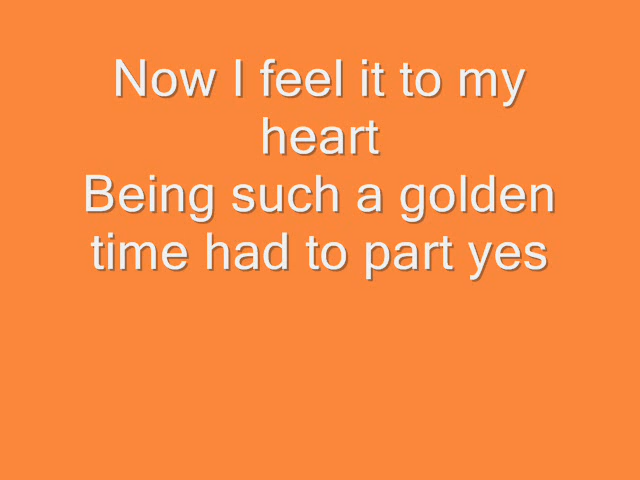 Now I feel it to my
heart
Being such a golden
time had to part yes